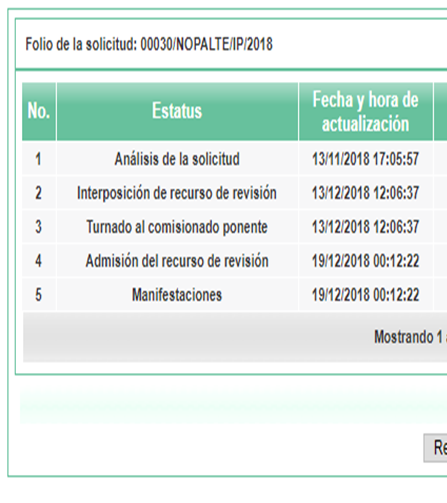 Folio de la solicitud: 00030/NOPALTE/IP/2018
No. Estatus Fecha y hora de actualización
1 Análisis de la solicitud 13/11/2018 17:05:57
2 Interposición de recurso de revisión 13/12/2018 12:06:37
3 Turnado al comisionado ponente 13/12/2018 12:06:37
4 Admisión del recurso de revisión 19/12/2018 00:12:22
5 Manifestaciones 19/12/2018 00:12:22
Mostrando 1